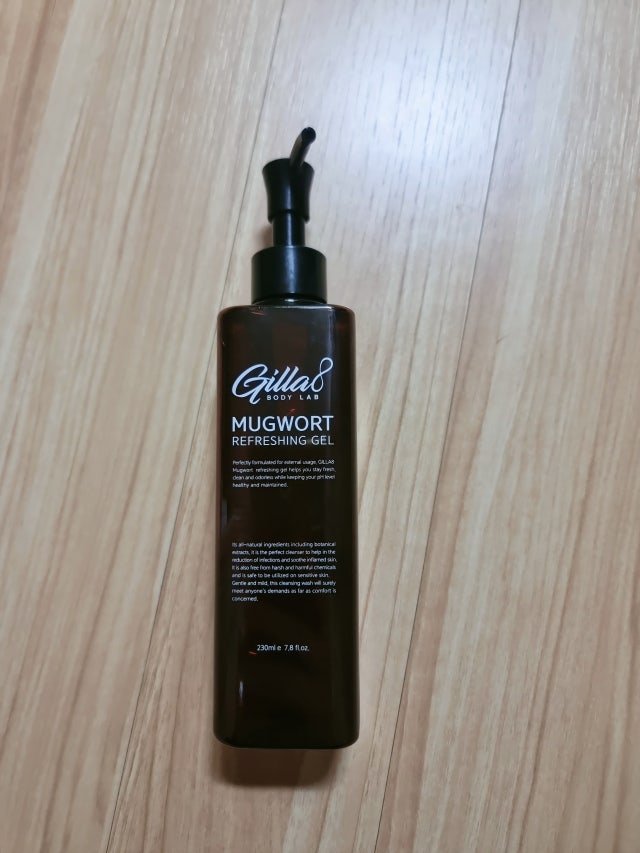 Gilla8
BODY LAB
MUGWORT
REFRESHING GEL
Perfectly formulated for external usage, GILLA8
Mugwort refreshing gel helps you stay fresh,
clean and odorless while keeping your pH level
healthy and maintained.
Its all-natural ingredients including botanical
extracts, it is the perfect cleanser to help in the
reduction of infections and soothe inflamed skin.
It is also free from harsh and harmful chemicals
and is safe to be utilized on sensitive skin.
Gentle and mild, this cleansing wash will surely
meet anyone's demands as far as comfort is
concerned.
230ml e 7.8 fl.oz.